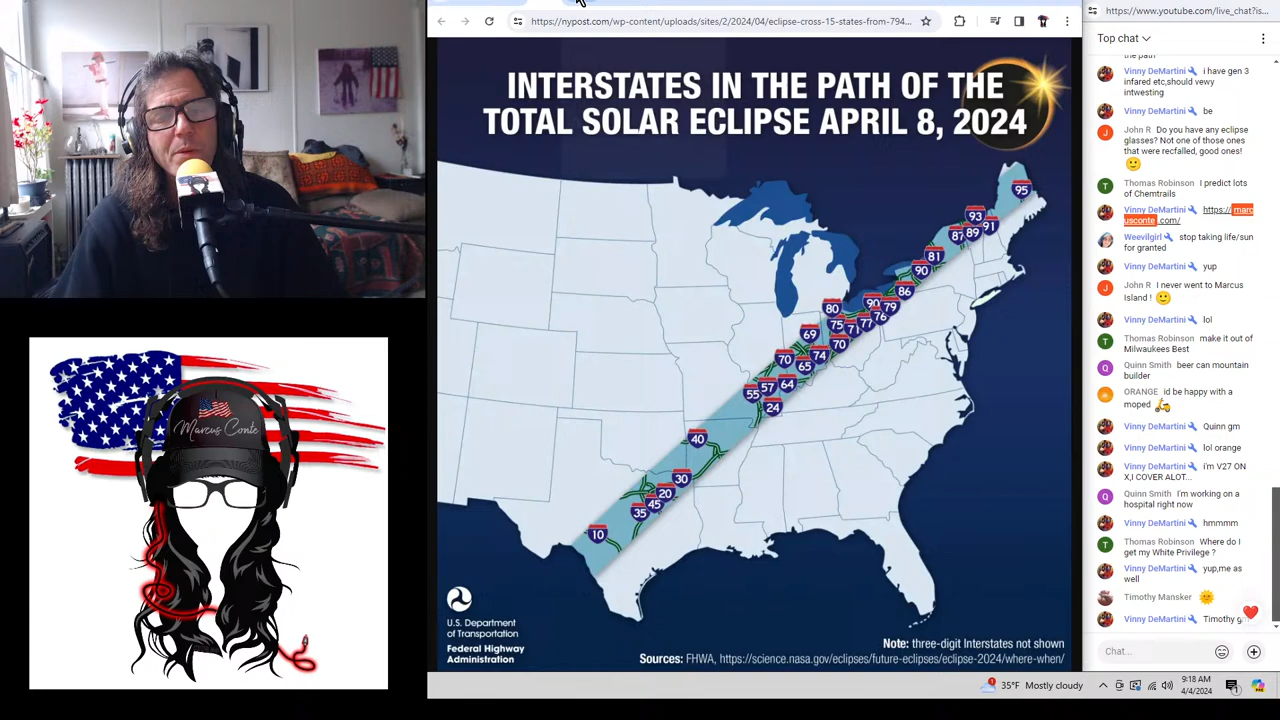 https://nypost.com/wp-content/uploads/sites/2/2024/04/eclipse-cross-15-states-from-794...
https://www.youtube.com/live_chat?is...
INTERSTATES IN THE PATH OF THE
TOTAL SOLAR ECLIPSE APRIL 8, 2024
95
93
91
87
89
81
90
86
90
79
80
76
75
71
77
69
70
74
70
65
57
64
55
24
40
30
20
45
35
10
U.S. Department
of Transportation
Federal Highway
Administration
Note: three-digit Interstates not shown
Sources: FHWA, https://science.nasa.gov/eclipses/future-eclipses/eclipse-2024/where-when/
Marcus Conte
Top chat
the path
Vinny DeMartini i have gen 3
infared etc,should vewy
intwesting
Vinny DeMartini be
John R Do you have any eclipse
glasses? Not one of those ones
that were recfalled, good ones!
Thomas Robinson I predict lots
of Chemtrails
Vinny DeMartini https://marc
usconte.com/
Weevilgirl stop taking life/sun
for granted
Vinny DeMartini yup
John R I never went to Marcus
Island !
Vinny DeMartini lol
Thomas Robinson make it out of
Milwaukees Best
Quinn Smith beer can mountain
builder
ORANGE id be happy with a
moped
Vinny DeMartini Quinn gm
Vinny DeMartini lol orange
Vinny DeMartini i'm V27 ON
X,I COVER ALOT...
Quinn Smith I'm working on a
hospital right now
Vinny DeMartini hmmmm
Thomas Robinson Where do I
get my White Privilege ?
Vinny DeMartini yup,me as
well
Timothy Mansker
Vinny DeMartini Timothy
Chat...
35°F Mostly cloudy
9:18 AM
4/4/2024